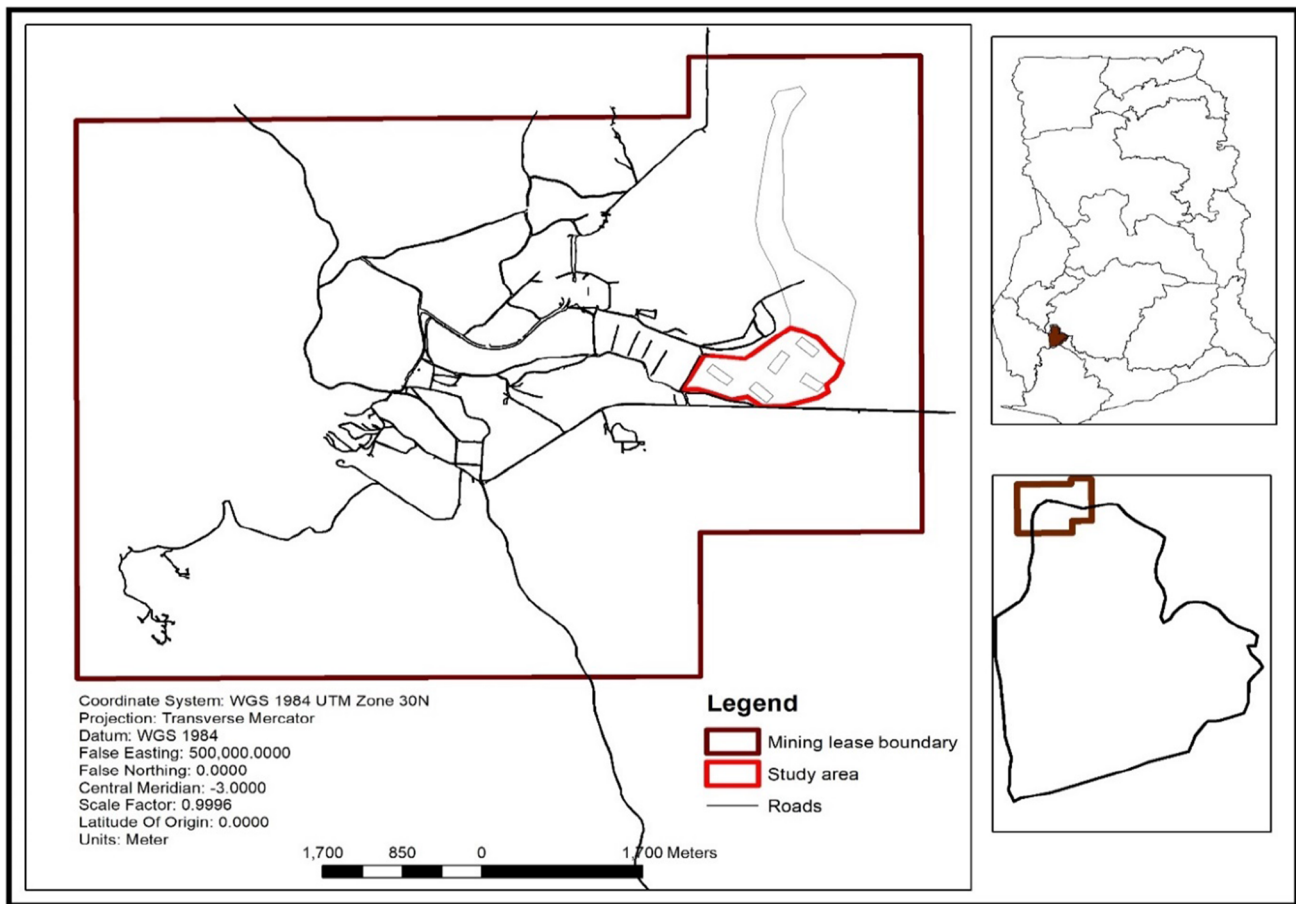 Coordinate System: WGS 1984 UTM Zone 30N
Projection: Transverse Mercator
Datum: WGS 1984
False Easting: 500,000.0000
False Northing: 0.0000
Central Meridian: -3.0000
Scale Factor: 0.9996
Latitude Of Origin: 0.0000
Units: Meter
1,700 850 0 1,700 Meters
Legend
Mining lease boundary
Study area
Roads